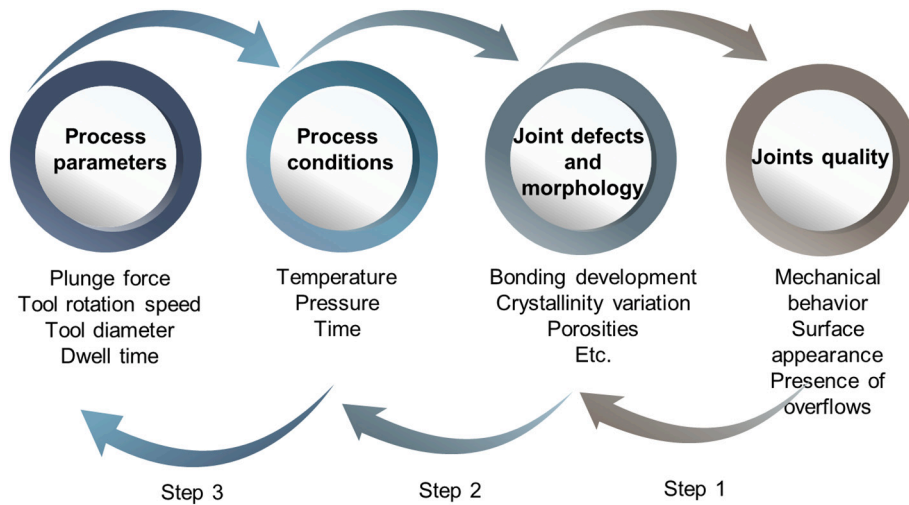 Process
parameters
Process
conditions
Joint defects
and
morphology
Joints quality
Plunge force
Tool rotation speed
Tool diameter
Dwell time
Temperature
Pressure
Time
Bonding development
Crystallinity variation
Porosities
Etc.
Mechanical
behavior
Surface
appearance
Presence of
overflows
Step 3
Step 2
Step 1